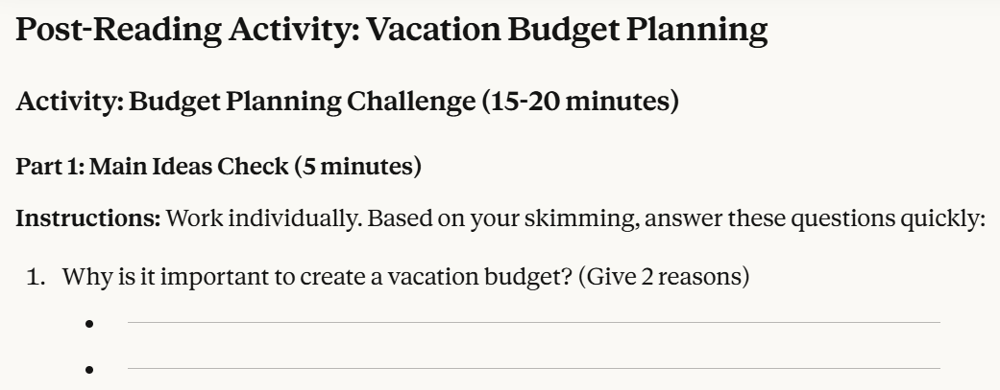 Post-Reading Activity: Vacation Budget Planning
Activity: Budget Planning Challenge (15-20 minutes)
Part 1: Main Ideas Check (5 minutes)
Instructions: Work individually. Based on your skimming, answer these questions quickly:
1. Why is it important to create a vacation budget? (Give 2 reasons)